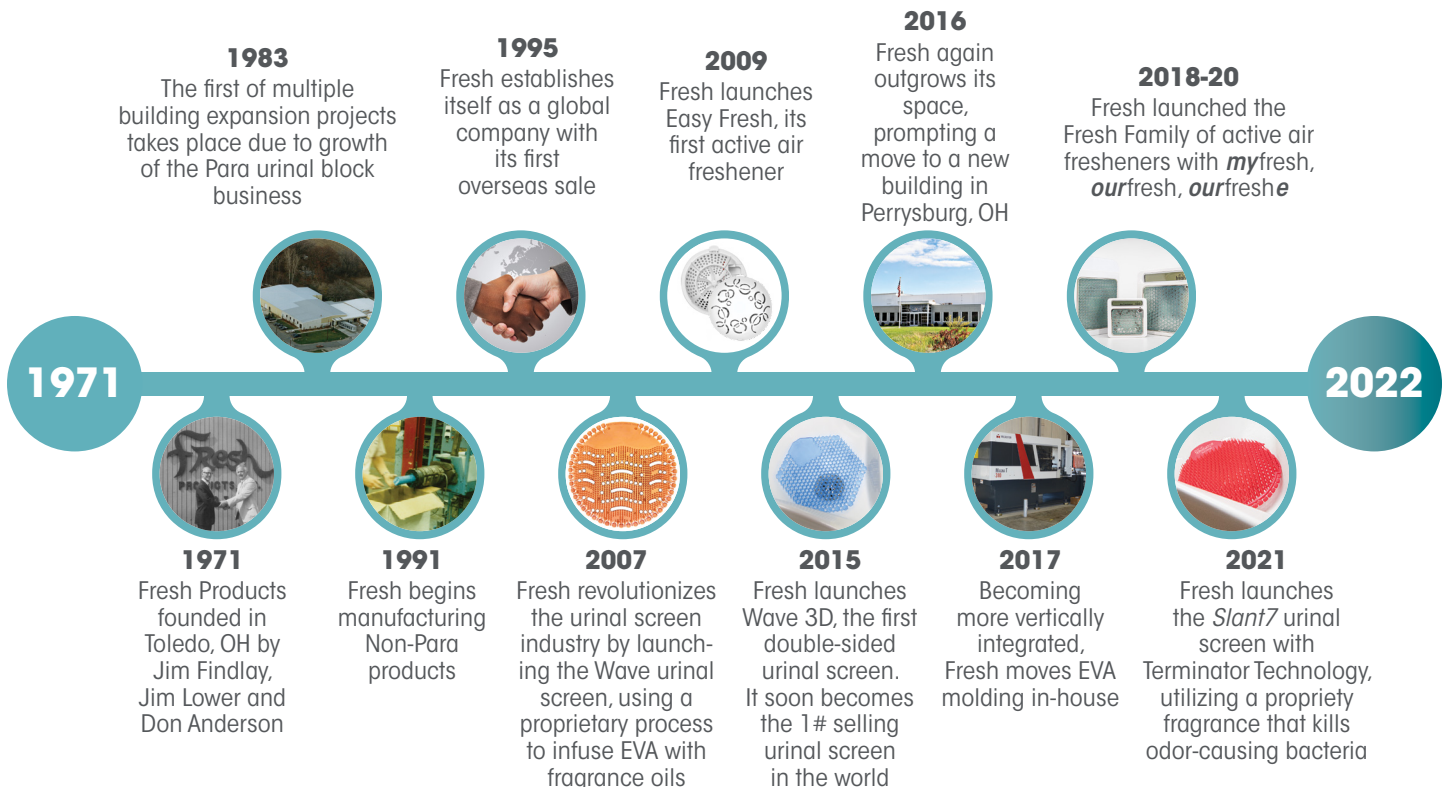 1983
The first of multiple
building expansion projects
takes place due to growth
of the Para urinal block
business
1995
Fresh establishes
itself as a global
company with
its first
overseas sale
2009
Fresh launches
Easy Fresh, its
first active air
freshener
2016
Fresh again
outgrows its
space,
prompting a
move to a new
building in
Perrysburg, OH
2018-20
Fresh launched the
Fresh Family of active air
fresheners with myfresh,
ourfresh, ourfreshe
1971
2022
FResh
PRODUCTS
1971
Fresh Products
founded in
Toledo, OH by
Jim Findlay,
Jim Lower and
Don Anderson
1991
Fresh begins
manufacturing
Non-Para
products
2007
Fresh revolutionizes
the urinal screen
industry by launch-
ing the Wave urinal
screen, using a
proprietary process
to infuse EVA with
fragrance oils
2015
Fresh launches
Wave 3D, the first
double-sided
urinal screen.
It soon becomes
the 1# selling
urinal screen
in the world
2017
Becoming
more vertically
integrated,
Fresh moves EVA
molding in-house
2021
Fresh launches
the Slant7 urinal
screen with
Terminator Technology,
utilizing a propriety
fragrance that kills
odor-causing bacteria